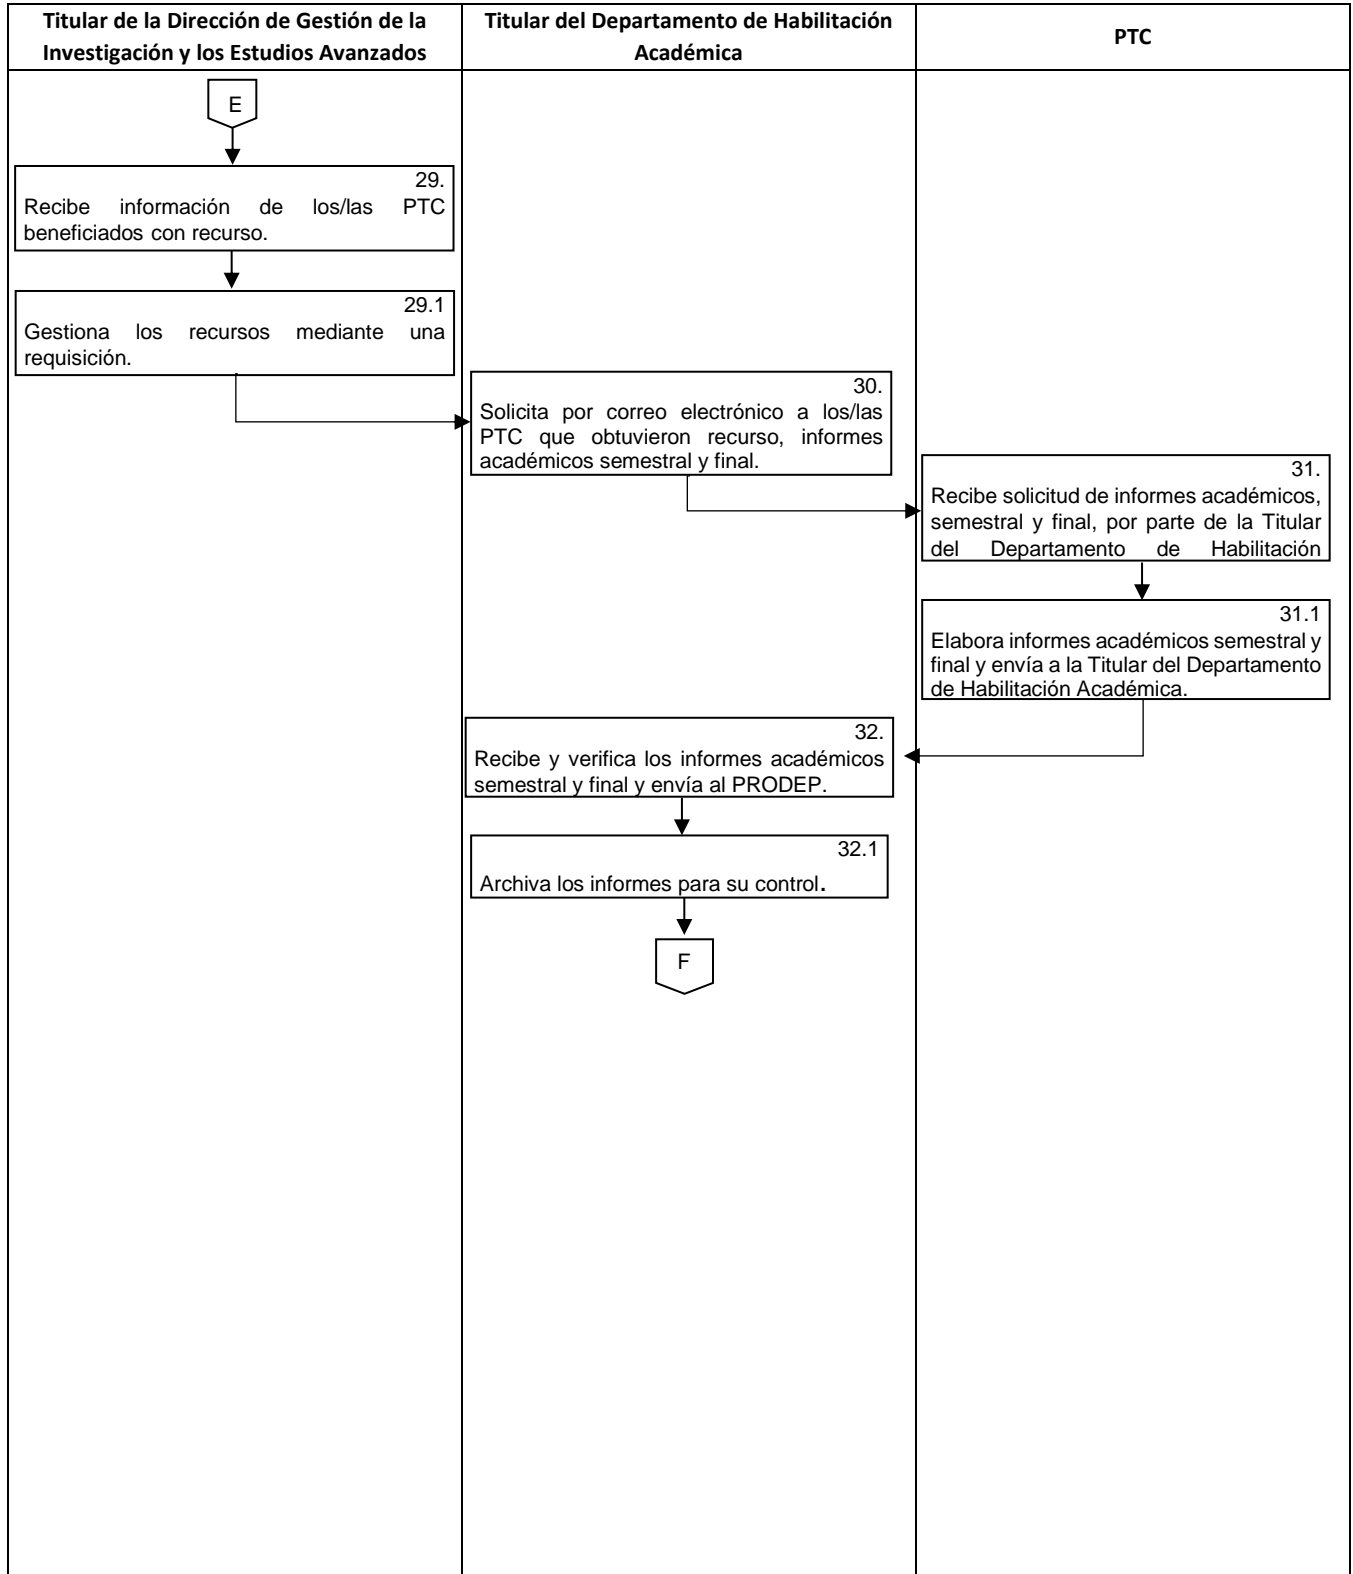 Titular de la Dirección de Gestión de la
Investigación y los Estudios Avanzados
Titular del Departamento de Habilitación
Académica
PTC
E
29.
Recibe información de los/las PTC
beneficiados con recurso.
29.1
Gestiona los recursos mediante una
requisición.
30.
Solicita por correo electrónico a los/las
PTC que obtuvieron recurso, informes
académicos semestral y final.
31.
Recibe solicitud de informes académicos,
semestral y final, por parte de la Titular
del Departamento de Habilitación
31.1
Elabora informes académicos semestral y
final y envía a la Titular del Departamento
de Habilitación Académica.
32.
Recibe y verifica los informes académicos
semestral y final y envía al PRODEP.
32.1
Archiva los informes para su control.
F